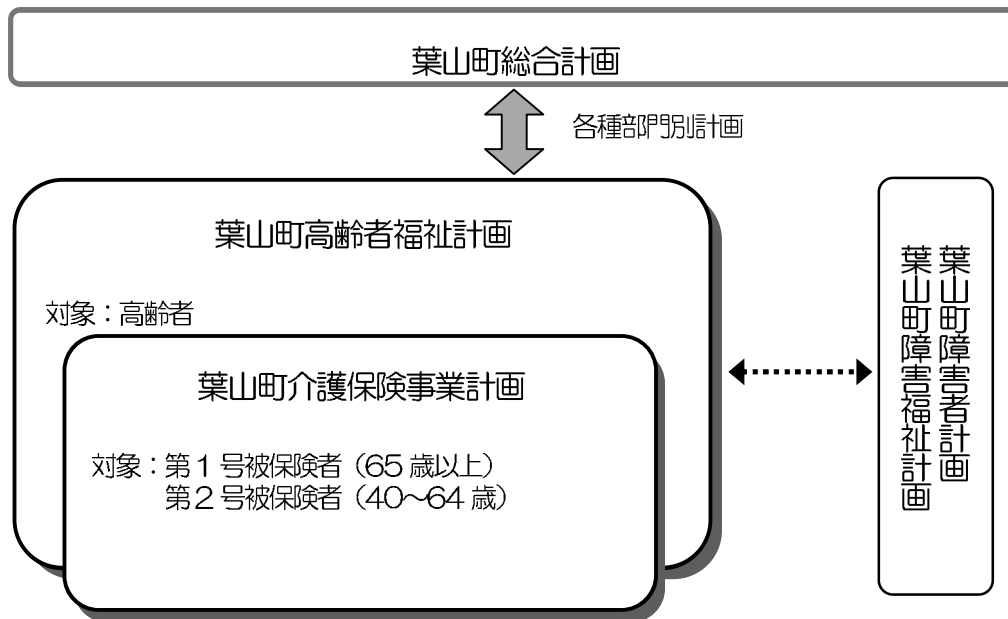 葉山町総合計画
各種部門別計画
葉山町高齢者福祉計画
対象：高齢者
葉山町介護保険事業計画
対象：第１号被保険者（65歳以上）
第２号被保険者（40～64歳）
葉山町障害者計画
葉山町障害福祉計画